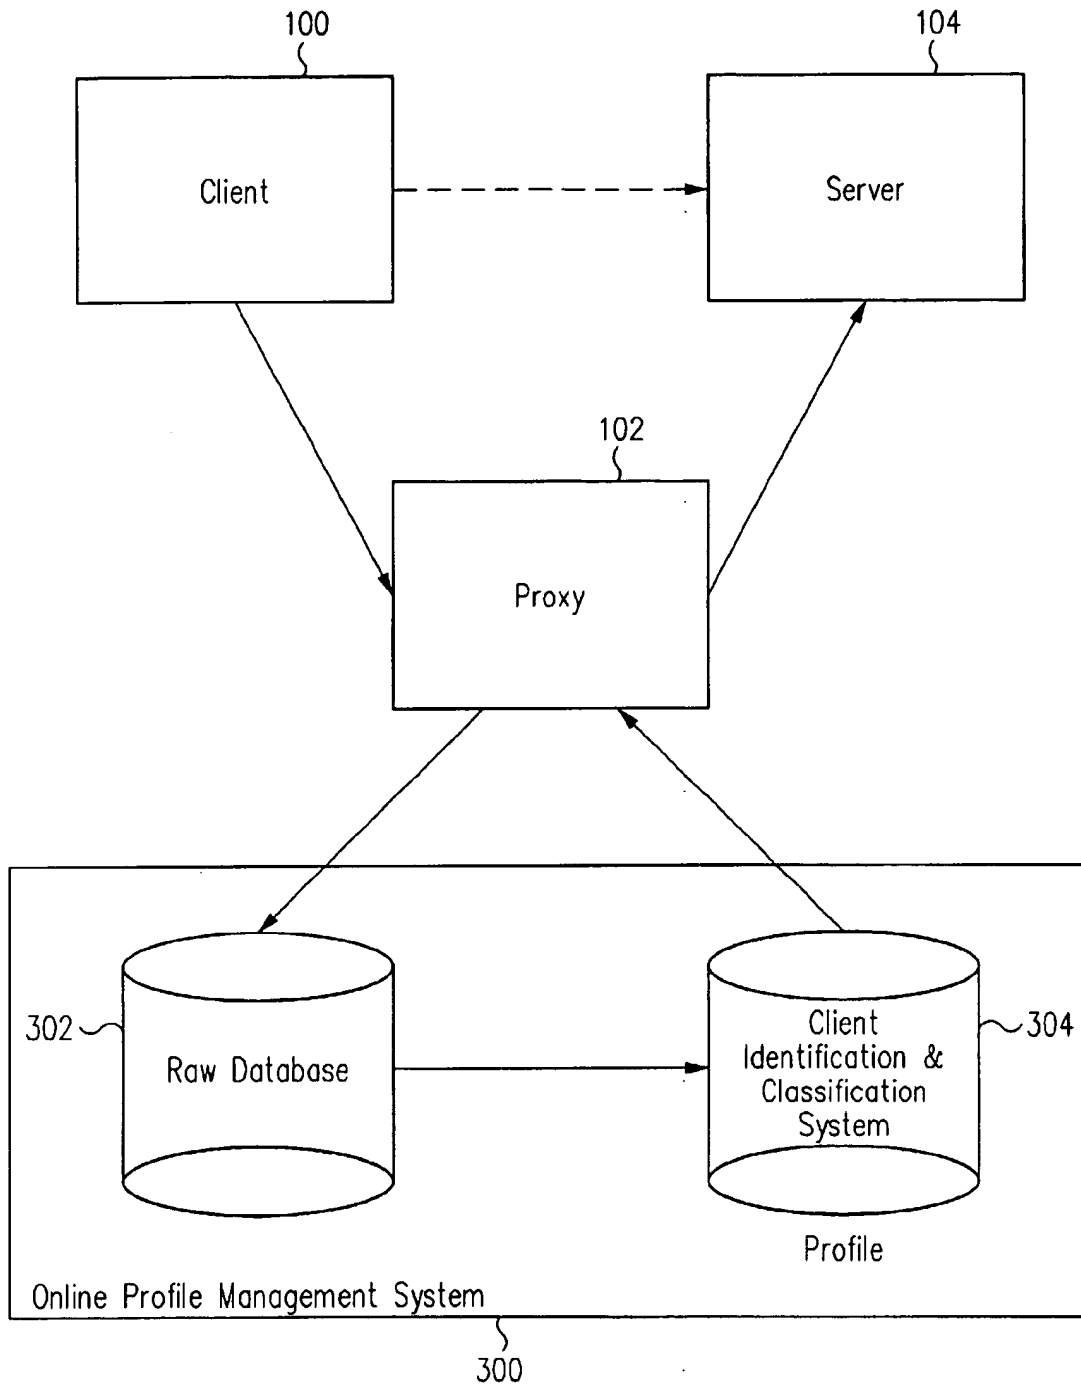 100
104
Client
Server
102
Proxy
302
Raw Database
Client
Identification &
Classification
System
304
Profile
Online Profile Management System
300